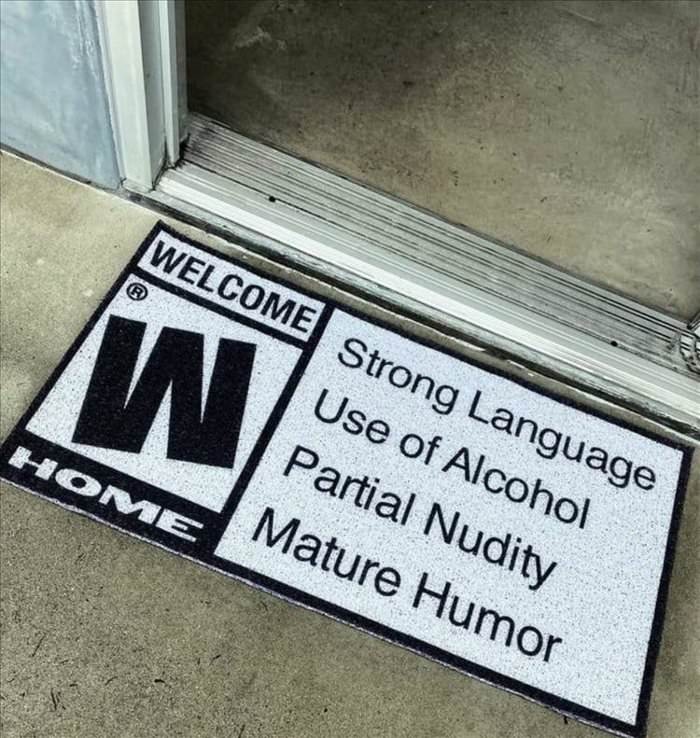 WELCOME
W
®
HOME
Strong Language
Use of Alcohol
Partial Nudity
Mature Humor